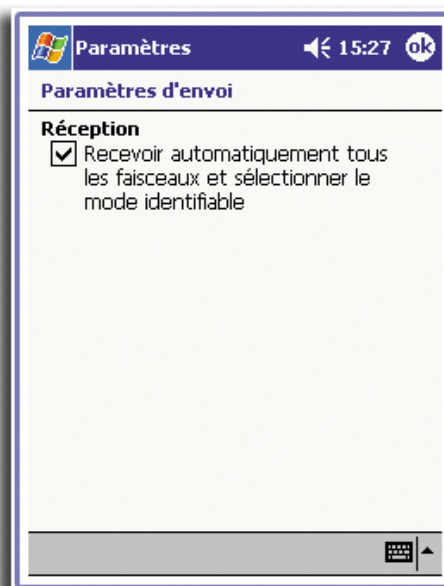 Paramètres 15:27 ok
Paramètres d'envoi
Réception
Recevoir automatiquement tous
les faisceaux et sélectionner le
mode identifiable